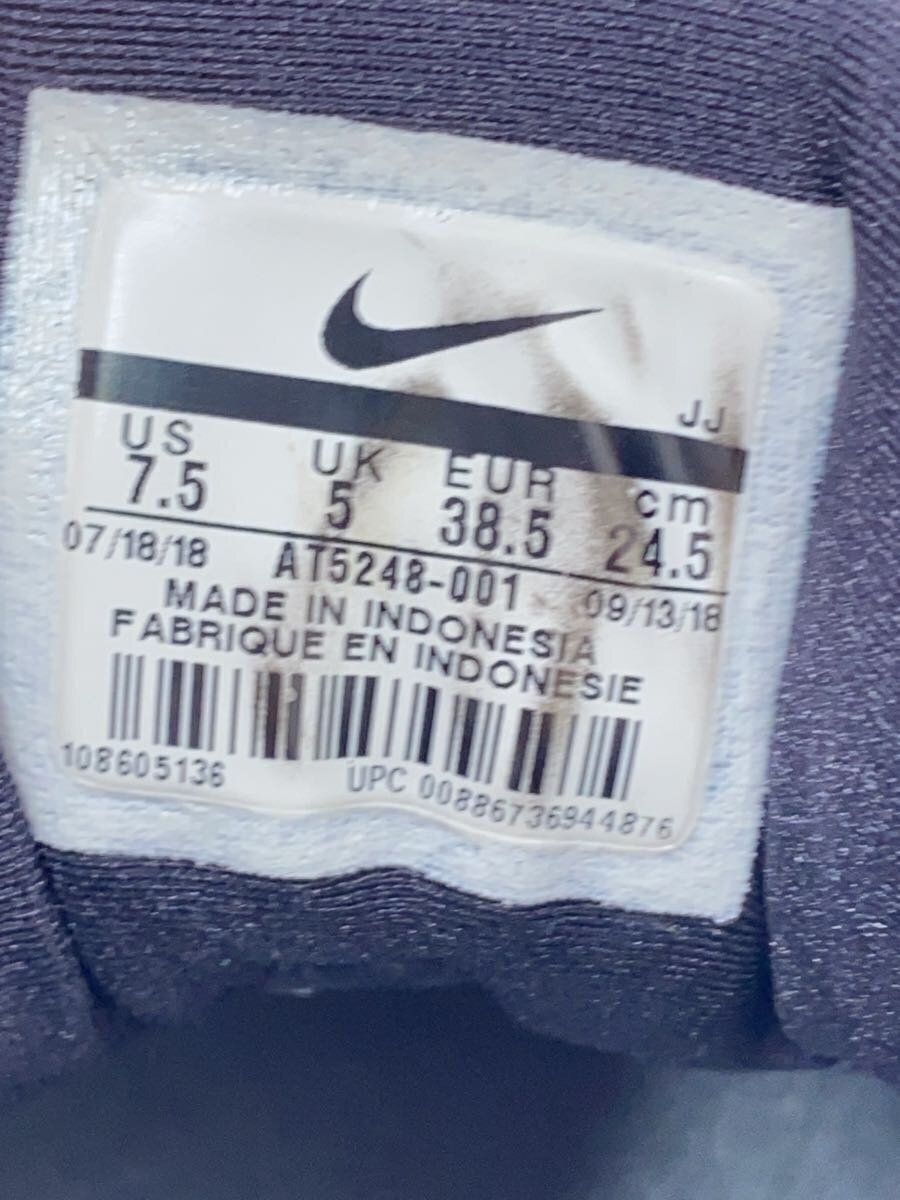 JJ
US UK EUR cm
7.5 5 38.5 24.5
07/18/18 AT5248-001 09/13/18
MADE IN INDONESIA
FABRIQUE EN INDONESIE
108605136 UPC 00886736944876